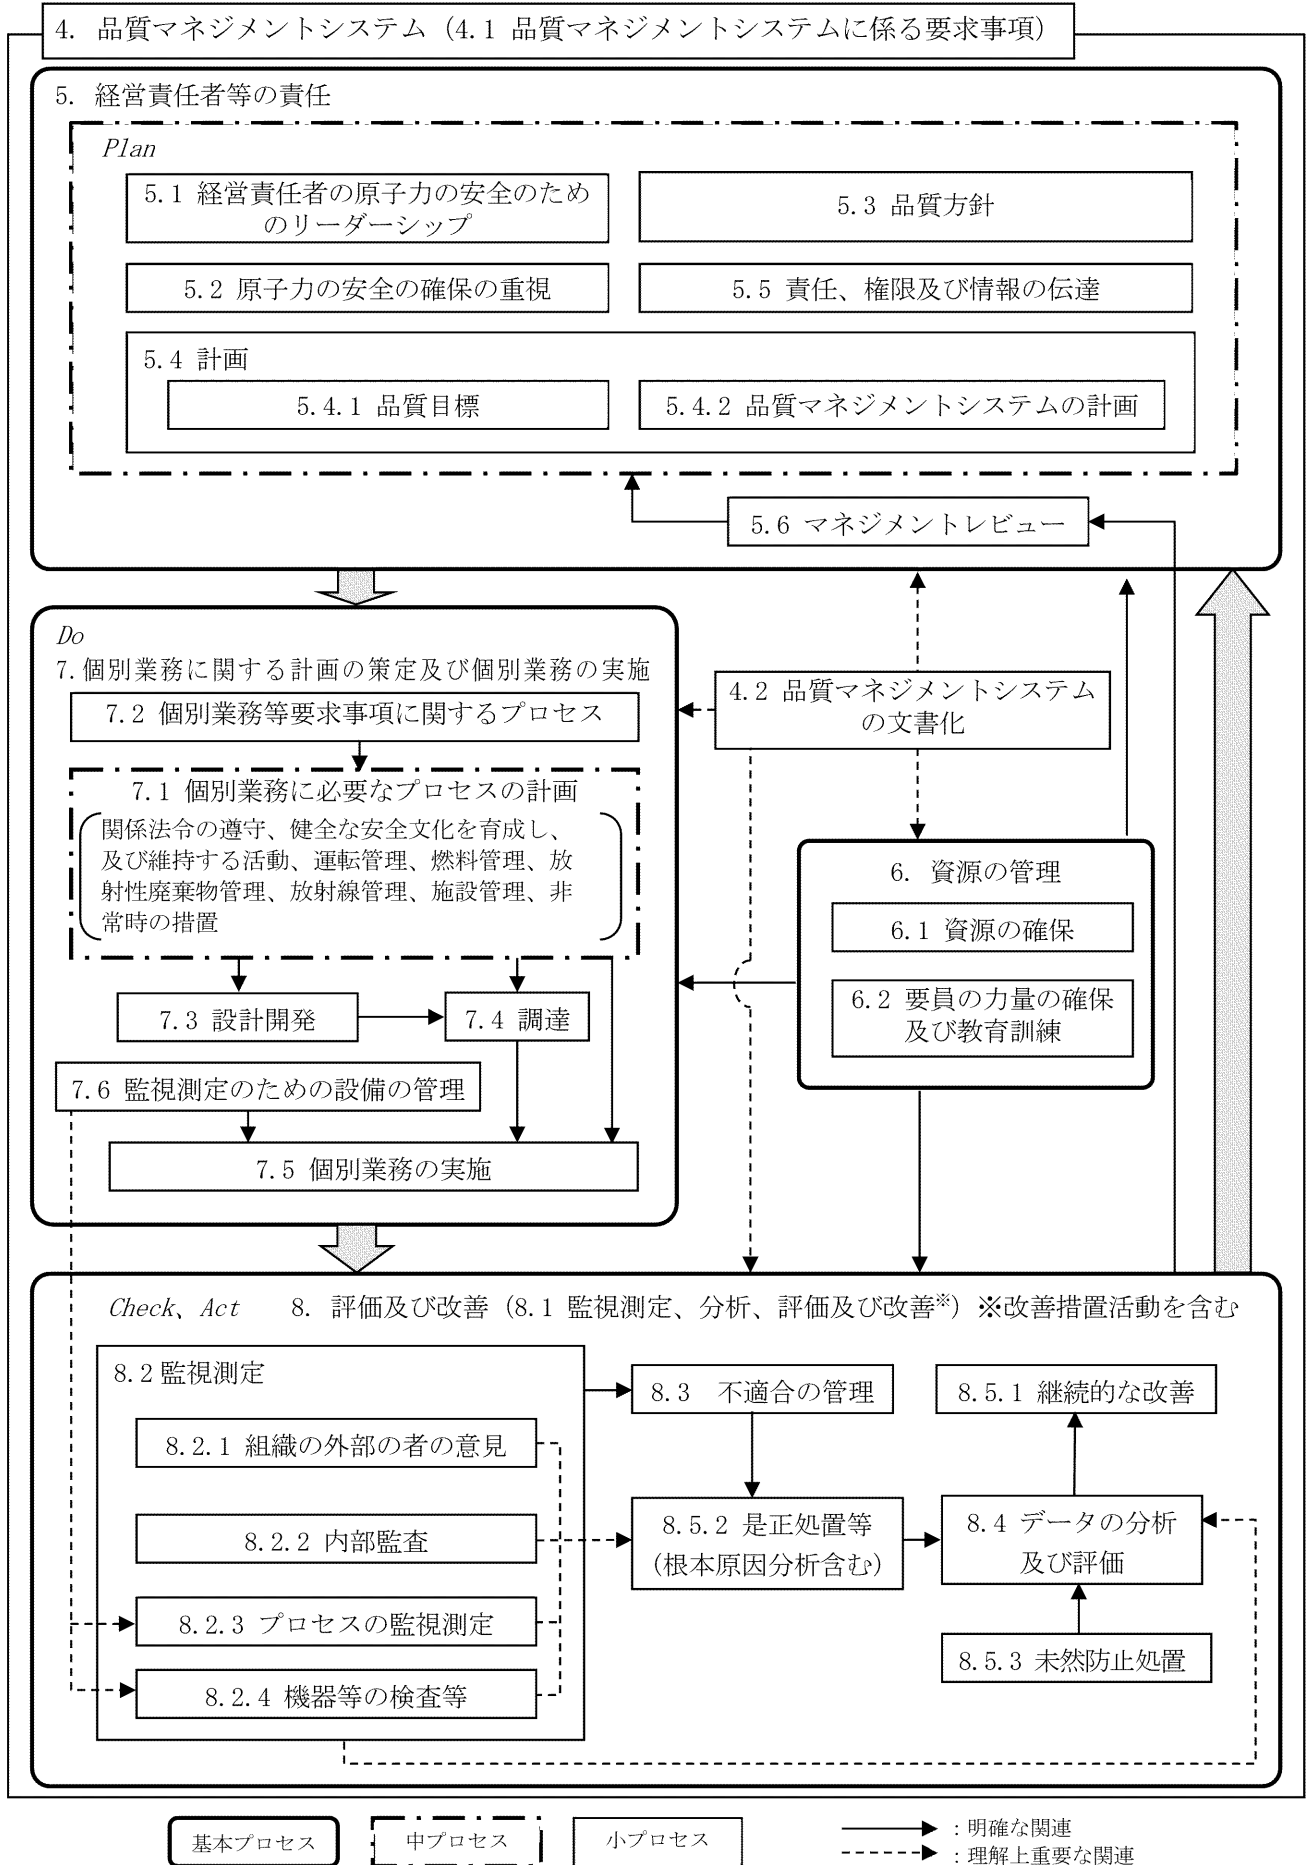 4. 品質マネジメントシステム（4.1 品質マネジメントシステムに係る要求事項）
5. 経営責任者等の責任
Plan
5.1 経営責任者の原子力の安全のため
のリーダーシップ
5.3 品質方針
5.2 原子力の安全の確保の重視
5.5 責任、権限及び情報の伝達
5.4 計画
5.4.1 品質目標
5.4.2 品質マネジメントシステムの計画
5.6 マネジメントレビュー
Do
7. 個別業務に関する計画の策定及び個別業務の実施
7.2 個別業務等要求事項に関するプロセス
4.2 品質マネジメントシステム
の文書化
7.1 個別業務に必要なプロセスの計画
関係法令の遵守、健全な安全文化を育成し、
及び維持する活動、運転管理、燃料管理、放
射性廃棄物管理、放射線管理、施設管理、非
常時の措置
6. 資源の管理
6.1 資源の確保
6.2 要員の力量の確保
及び教育訓練
7.3 設計開発
7.4 調達
7.6 監視測定のための設備の管理
7.5 個別業務の実施
Check、Act 8. 評価及び改善（8.1 監視測定、分析、評価及び改善※）※改善措置活動を含む
8.2 監視測定
8.3 不適合の管理
8.5.1 継続的な改善
8.2.1 組織の外部の者の意見
8.2.2 内部監査
8.5.2 是正処置等
（根本原因分析含む）
8.4 データの分析
及び評価
8.2.3 プロセスの監視測定
8.5.3 未然防止処置
8.2.4 機器等の検査等
基本プロセス
中プロセス
小プロセス
：明確な関連
：理解上重要な関連